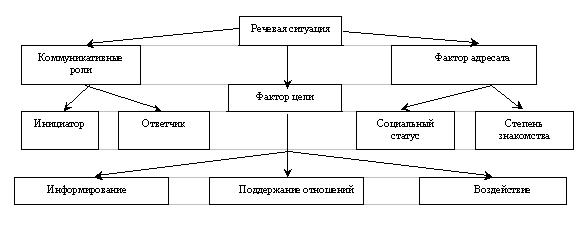 Речевая ситуация
Коммуникативные
роли
Фактор адресата
Фактор цели
Инициатор
Ответчик
Социальный
статус
Степень
знакомства
Информирование
Поддержание отношений
Воздействие